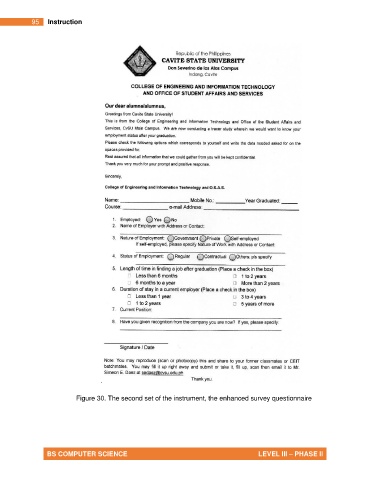 95 Instruction
Republic of the Philippines
CAVITE STATE UNIVERSITY
Don Severino de las Alas Campus
Indang, Cavite
COLLEGE OF ENGINEERING AND INFORMATION TECHNOLOGY
AND OFFICE OF STUDENT AFFAIRS AND SERVICES
Our dear alumna/alumnus,
Greetings from Cavite State University!
This is from the College of Engineering and Information Technology and Office of the Student Affairs and
Services, CvSU Main Campus. We are now conducting a tracer study wherein we would want to know your
employment status after your graduation.
Please check the following options which corresponds to yourself and write the data needed asked for on the
spaces provided for.
Rest assured that all information that we could gather from you will be kept confidential.
Thank you very much for your prompt and positive response.
Sincerely,
College of Engineering and Information Technology and O.S.A.S.
Name: Mobile No.: Year Graduated:
Course: e-mail Address:
1. Employed: Yes No
2. Name of Employer with Address or Contact:
3. Nature of Employment: Government Private Self-employed
If self-employed, please specify Nature of Work with Address or Contact:
4. Status of Employment: Regular Contractual Others, pls specify
5. Length of time in finding a job after graduation (Place a check in the box)
Less than 6 months 1 to 2 years
6 months to a year More than 2 years
6. Duration of stay in a current employer (Place a check in the box)
Less than 1 year 3 to 4 years
1 to 2 years 5 years of more
7. Current Position:
8. Have you given recognition from the company you are now? If yes, please specify.
Signature / Date
Note: You may reproduce (scan or photocopy) this and share to your former classmates or CEIT
batchmates. You may fill it up right away and submit or take it, fill up, scan then email it to Mr.
Simeon E. Daez at
Thank you.
Figure 30. The second set of the instrument, the enhanced survey questionnaire
BS COMPUTER SCIENCE LEVEL III – PHASE II